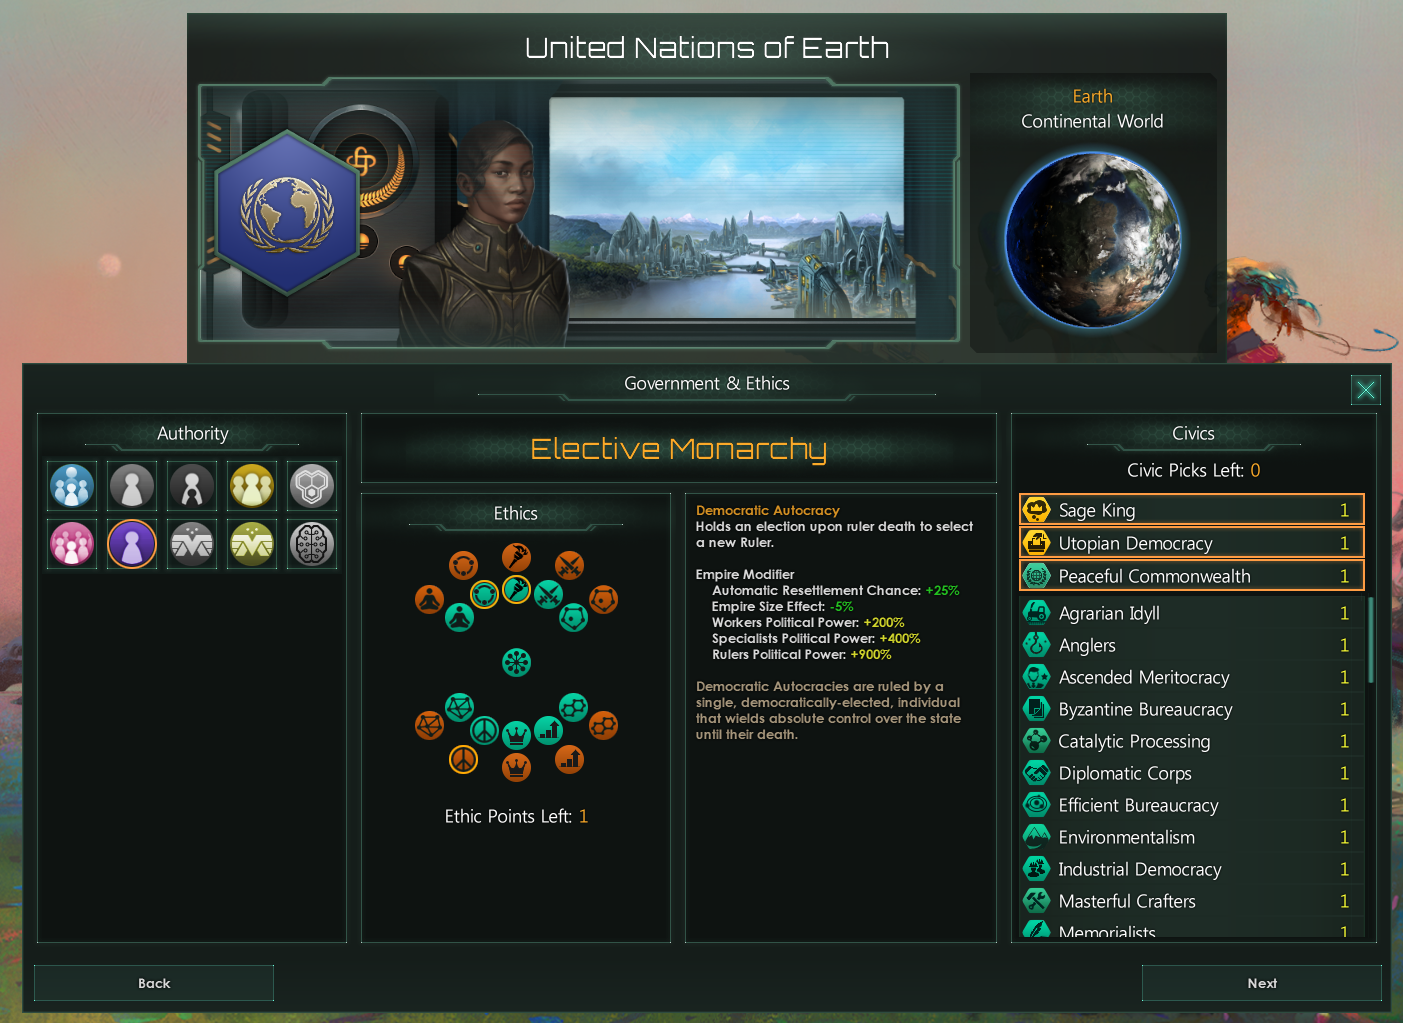 United Nations of Earth
Earth
Continental World
Government & Ethics
Authority
Elective Monarchy
Ethics
Ethic Points Left: 1
Democratic Autocracy
Holds an election upon ruler death to select
a new Ruler.
Empire Modifier
Automatic Resettlement Chance: +25%
Empire Size Effect: -5%
Workers Political Power: +200%
Specialists Political Power: +400%
Rulers Political Power: +900%
Democratic Autocracies are ruled by a
single, democratically-elected, individual
that wields absolute control over the state
until their death.
Civics
Civic Picks Left: 0
Sage King 1
Utopian Democracy 1
Peaceful Commonwealth 1
Agrarian Idyll 1
Anglers 1
Ascended Meritocracy 1
Byzantine Bureaucracy 1
Catalytic Processing 1
Diplomatic Corps 1
Efficient Bureaucracy 1
Environmentalism 1
Industrial Democracy 1
Masterful Crafters 1
Memorialists 1
Back
Next